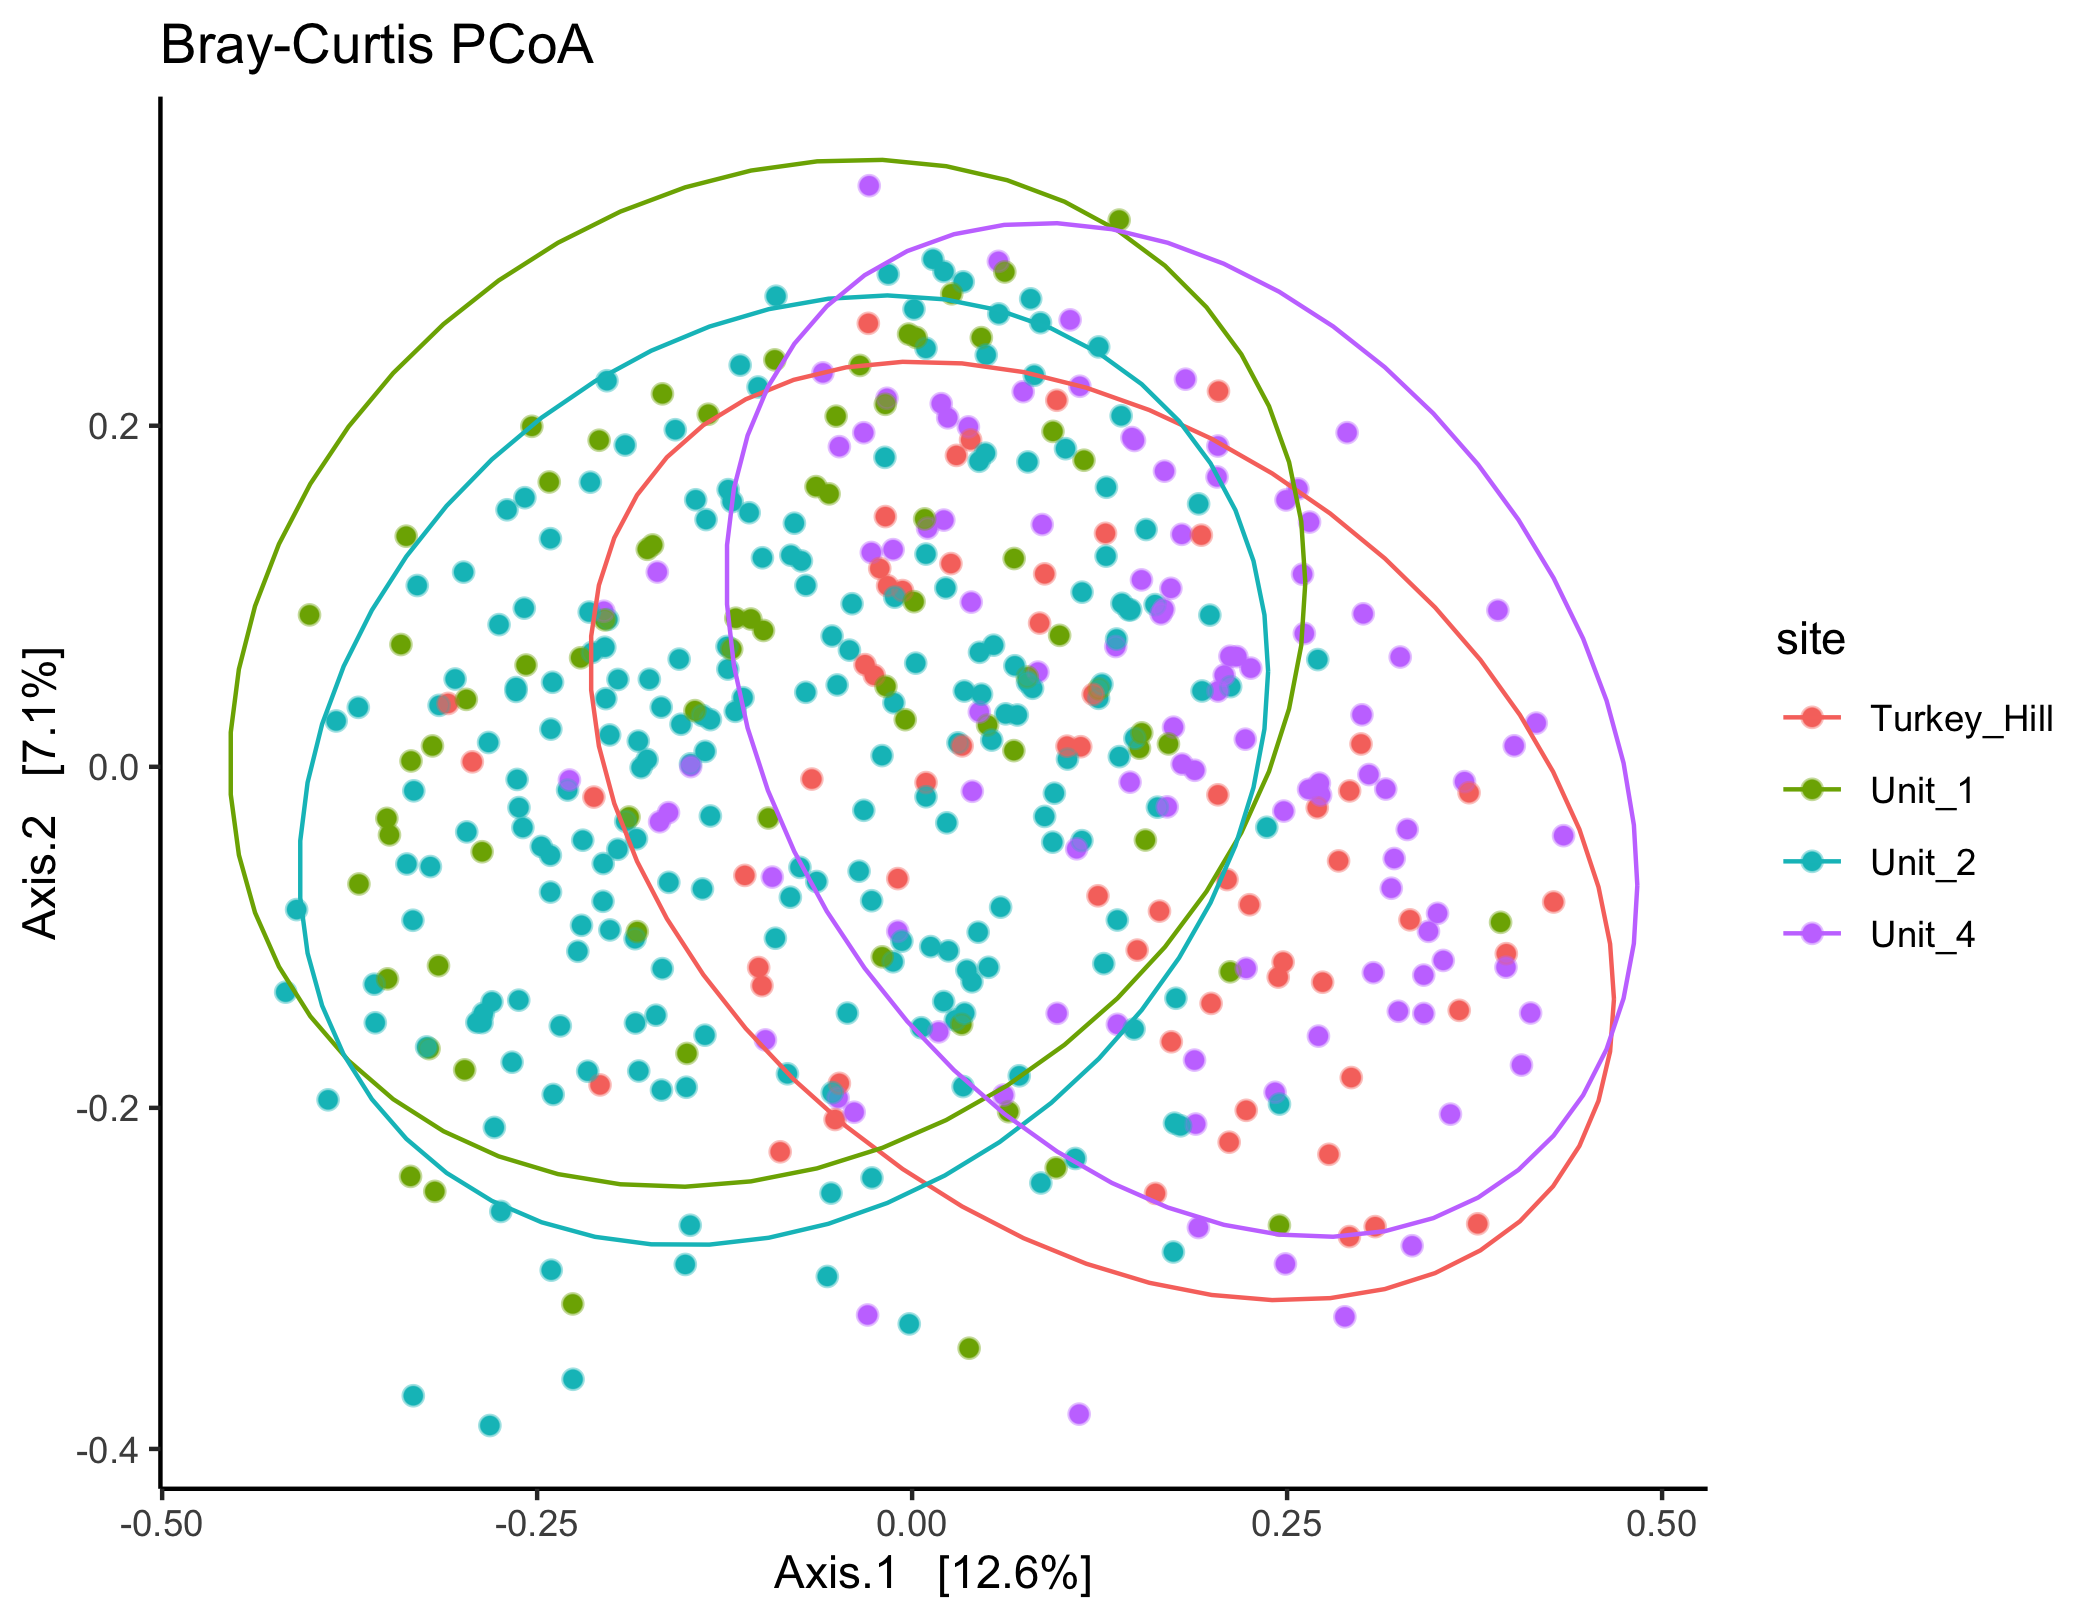 Bray-Curtis PCoA
Axis.2 [7.1%]
0.2
0.0
-0.2
-0.4
-0.50
-0.25
0.00
0.25
0.50
Axis.1 [12.6%]
site
Turkey_Hill
Unit_1
Unit_2
Unit_4